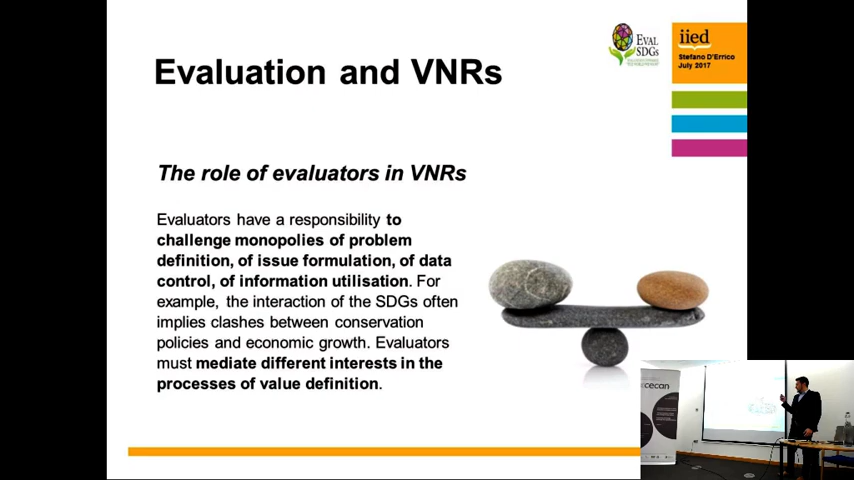 Evaluation and VNRs
EVAL
SDGs
iied
Stefano D'Errico
July 2017
The role of evaluators in VNRs
Evaluators have a responsibility to
challenge monopolies of problem
definition, of issue formulation, of data
control, of information utilisation. For
example, the interaction of the SDGs often
implies clashes between conservation
policies and economic growth. Evaluators
must mediate different interests in the
processes of value definition.
cecan